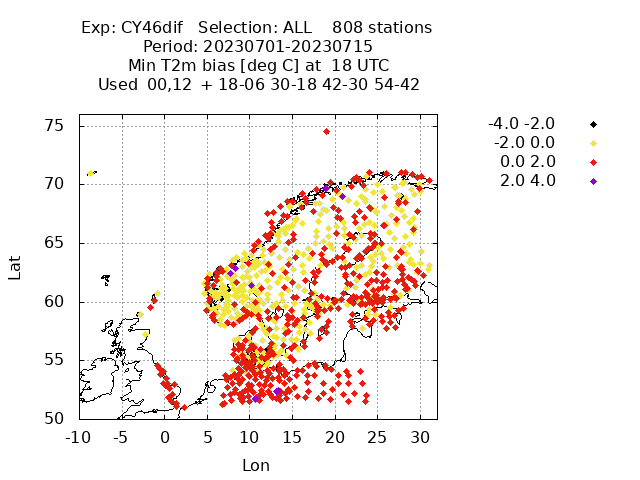 Exp: CY46dif   Selection: ALL    808 stations
Period: 20230701-20230715
Min T2m bias [deg C] at  18 UTC
Used  00,12  + 18-06 30-18 42-30 54-42
-4.0 -2.0
-2.0 0.0
0.0 2.0
2.0 4.0
75
70
65
60
55
50
Lat
-10 -5 0 5 10 15 20 25 30
Lon